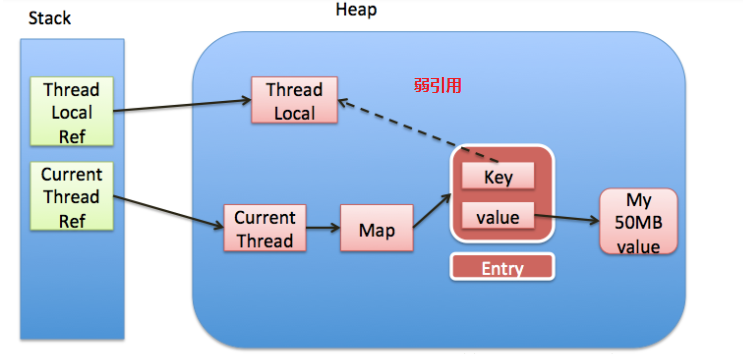 Stack
Heap
Thread
Local
Ref
Thread
Local
弱引用
Current
Thread
Ref
Key
value
Current
Thread
Map
My
50MB
value
Entry